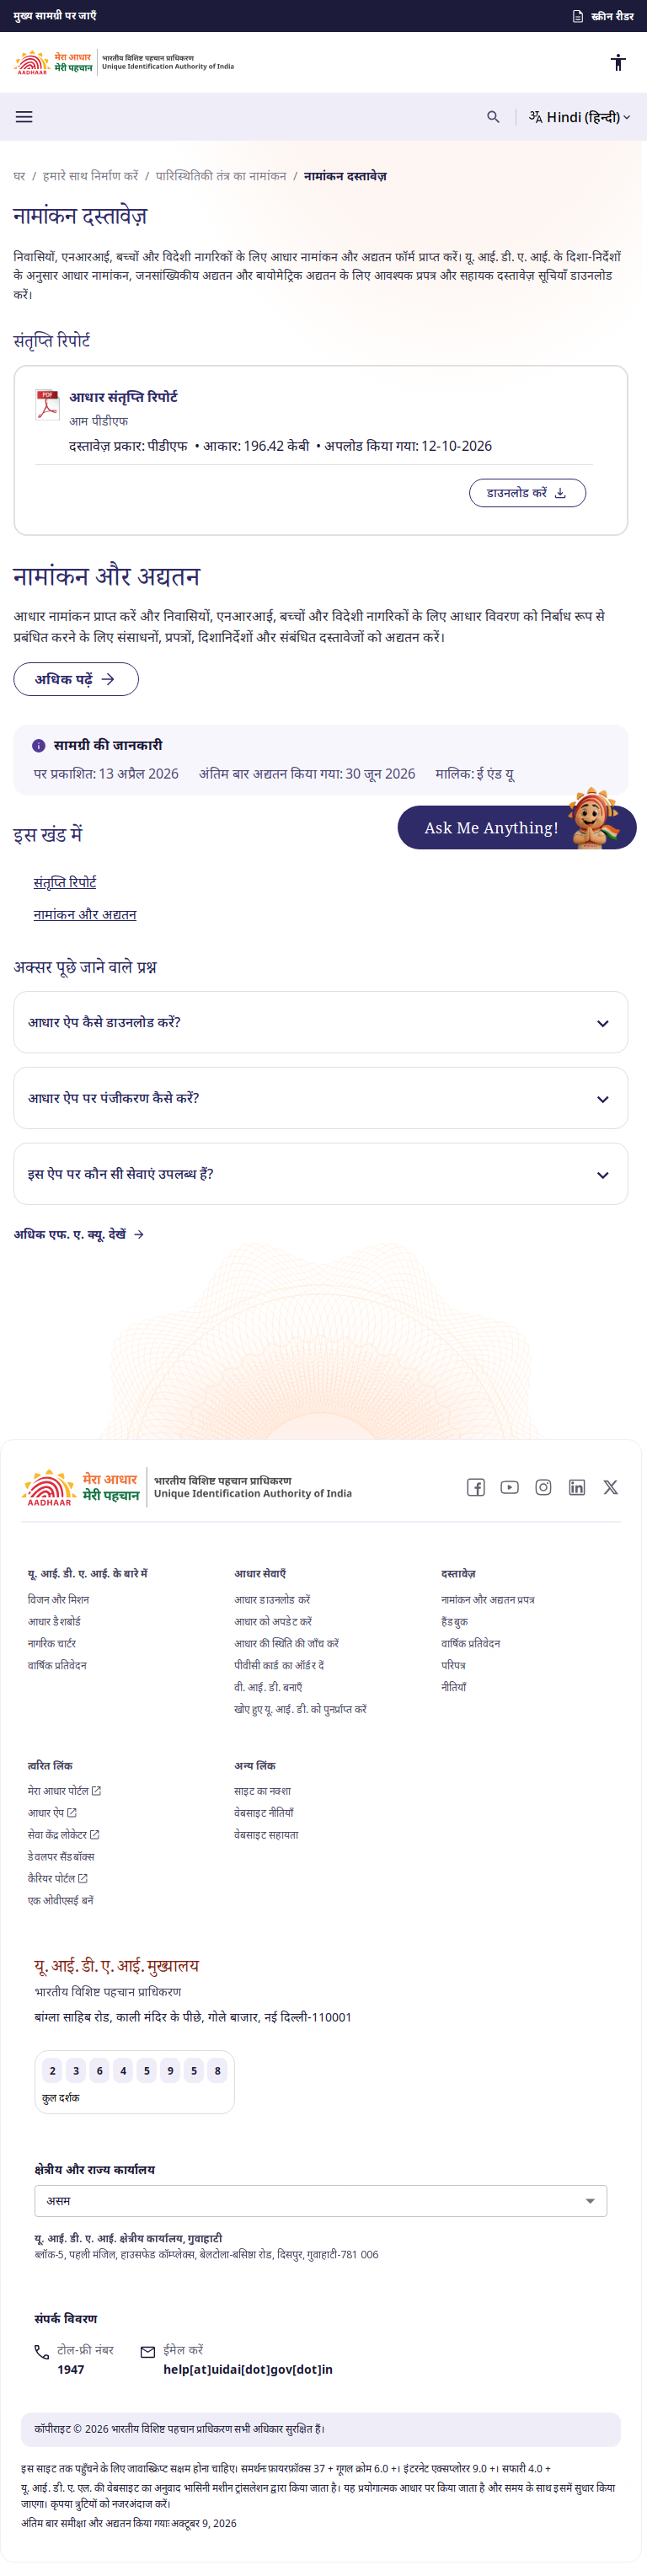 मुख्य सामग्री पर जाएँ
स्क्रीन रीडर
AADHAAR
मेरा आधार
मेरी पहचान
भारतीय विशिष्ट पहचान प्राधिकरण
Unique Identification Authority of India
Hindi (हिन्दी)
घर / हमारे साथ निर्माण करें / पारिस्थितिकी तंत्र का नामांकन / नामांकन दस्तावेज़
नामांकन दस्तावेज़
निवासियों, एनआरआई, बच्चों और विदेशी नागरिकों के लिए आधार नामांकन और अद्यतन फॉर्म प्राप्त करें। यू. आई. डी. ए. आई. के दिशा-निर्देशों
के अनुसार आधार नामांकन, जनसांख्यिकीय अद्यतन और बायोमेट्रिक अद्यतन के लिए आवश्यक प्रपत्र और सहायक दस्तावेज़ सूचियाँ डाउनलोड
करें।
संतृप्ति रिपोर्ट
PDF
आधार संतृप्ति रिपोर्ट
आम पीडीएफ
दस्तावेज़ प्रकार: पीडीएफ • आकार: 196.42 केबी • अपलोड किया गया: 12-10-2026
डाउनलोड करें
नामांकन और अद्यतन
आधार नामांकन प्राप्त करें और निवासियों, एनआरआई, बच्चों और विदेशी नागरिकों के लिए आधार विवरण को निर्बाध रूप से
प्रबंधित करने के लिए संसाधनों, प्रपत्रों, दिशानिर्देशों और संबंधित दस्तावेजों को अद्यतन करें।
अधिक पढ़ें
सामग्री की जानकारी
पर प्रकाशित: 13 अप्रैल 2026 अंतिम बार अद्यतन किया गया: 30 जून 2026 मालिक: ई एंड यू
Ask Me Anything!
इस खंड में
संतृप्ति रिपोर्ट
नामांकन और अद्यतन
अक्सर पूछे जाने वाले प्रश्न
आधार ऐप कैसे डाउनलोड करें?
आधार ऐप पर पंजीकरण कैसे करें?
इस ऐप पर कौन सी सेवाएं उपलब्ध हैं?
अधिक एफ. ए. क्यू. देखें
AADHAAR
मेरा आधार
मेरी पहचान
भारतीय विशिष्ट पहचान प्राधिकरण
Unique Identification Authority of India
यू. आई. डी. ए. आई. के बारे में
विजन और मिशन
आधार डैशबोर्ड
नागरिक चार्टर
वार्षिक प्रतिवेदन
आधार सेवाएँ
आधार डाउनलोड करें
आधार को अपडेट करें
आधार की स्थिति की जाँच करें
पीवीसी कार्ड का ऑर्डर दें
वी. आई. डी. बनाएँ
खोए हुए यू. आई. डी. को पुनर्प्राप्त करें
दस्तावेज़
नामांकन और अद्यतन प्रपत्र
हैंडबुक
वार्षिक प्रतिवेदन
परिपत्र
नीतियाँ
त्वरित लिंक
मेरा आधार पोर्टल
आधार ऐप
सेवा केंद्र लोकेटर
डेवलपर सैंडबॉक्स
कैरियर पोर्टल
एक ओवीएसई बनें
अन्य लिंक
साइट का नक्शा
वेबसाइट नीतियाँ
वेबसाइट सहायता
यू. आई. डी. ए. आई. मुख्यालय
भारतीय विशिष्ट पहचान प्राधिकरण
बांग्ला साहिब रोड, काली मंदिर के पीछे, गोले बाजार, नई दिल्ली-110001
2 3 6 4 5 9 5 8
कुल दर्शक
क्षेत्रीय और राज्य कार्यालय
असम
यू. आई. डी. ए. आई. क्षेत्रीय कार्यालय, गुवाहाटी
ब्लॉक-5, पहली मंजिल, हाउसफेड कॉम्प्लेक्स, बेलटोला-बसिष्ठा रोड, दिसपुर, गुवाहाटी-781 006
संपर्क विवरण
टोल-फ्री नंबर
1947
ईमेल करें
help[at]uidai[dot]gov[dot]in
कॉपीराइट © 2026 भारतीय विशिष्ट पहचान प्राधिकरण सभी अधिकार सुरक्षित हैं।
इस साइट तक पहुँचने के लिए जावास्क्रिप्ट सक्षम होना चाहिए। समर्थनः फ़ायरफ़ॉक्स 37 + गूगल क्रोम 6.0 +। इंटरनेट एक्सप्लोरर 9.0 +। सफारी 4.0 +
यू. आई. डी. ए. एल. की वेबसाइट का अनुवाद भासिनी मशीन ट्रांसलेशन द्वारा किया जाता है। यह प्रयोगात्मक आधार पर किया जाता है और समय के साथ इसमें सुधार किया
जाएगा। कृपया त्रुटियों को नजरअंदाज करें।
अंतिम बार समीक्षा और अद्यतन किया गयाः अक्टूबर 9, 2026